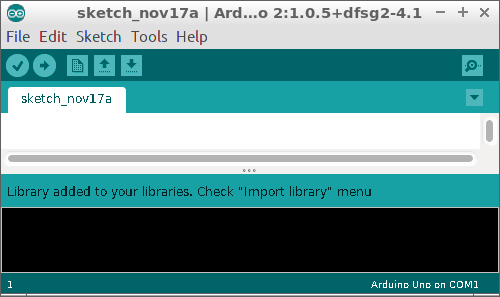 sketch_nov17a | Ard...o 2:1.0.5+dfsg2-4.1
File Edit Sketch Tools Help
sketch_nov17a
Library added to your libraries. Check "Import library" menu
1 Arduino Uno on COM1